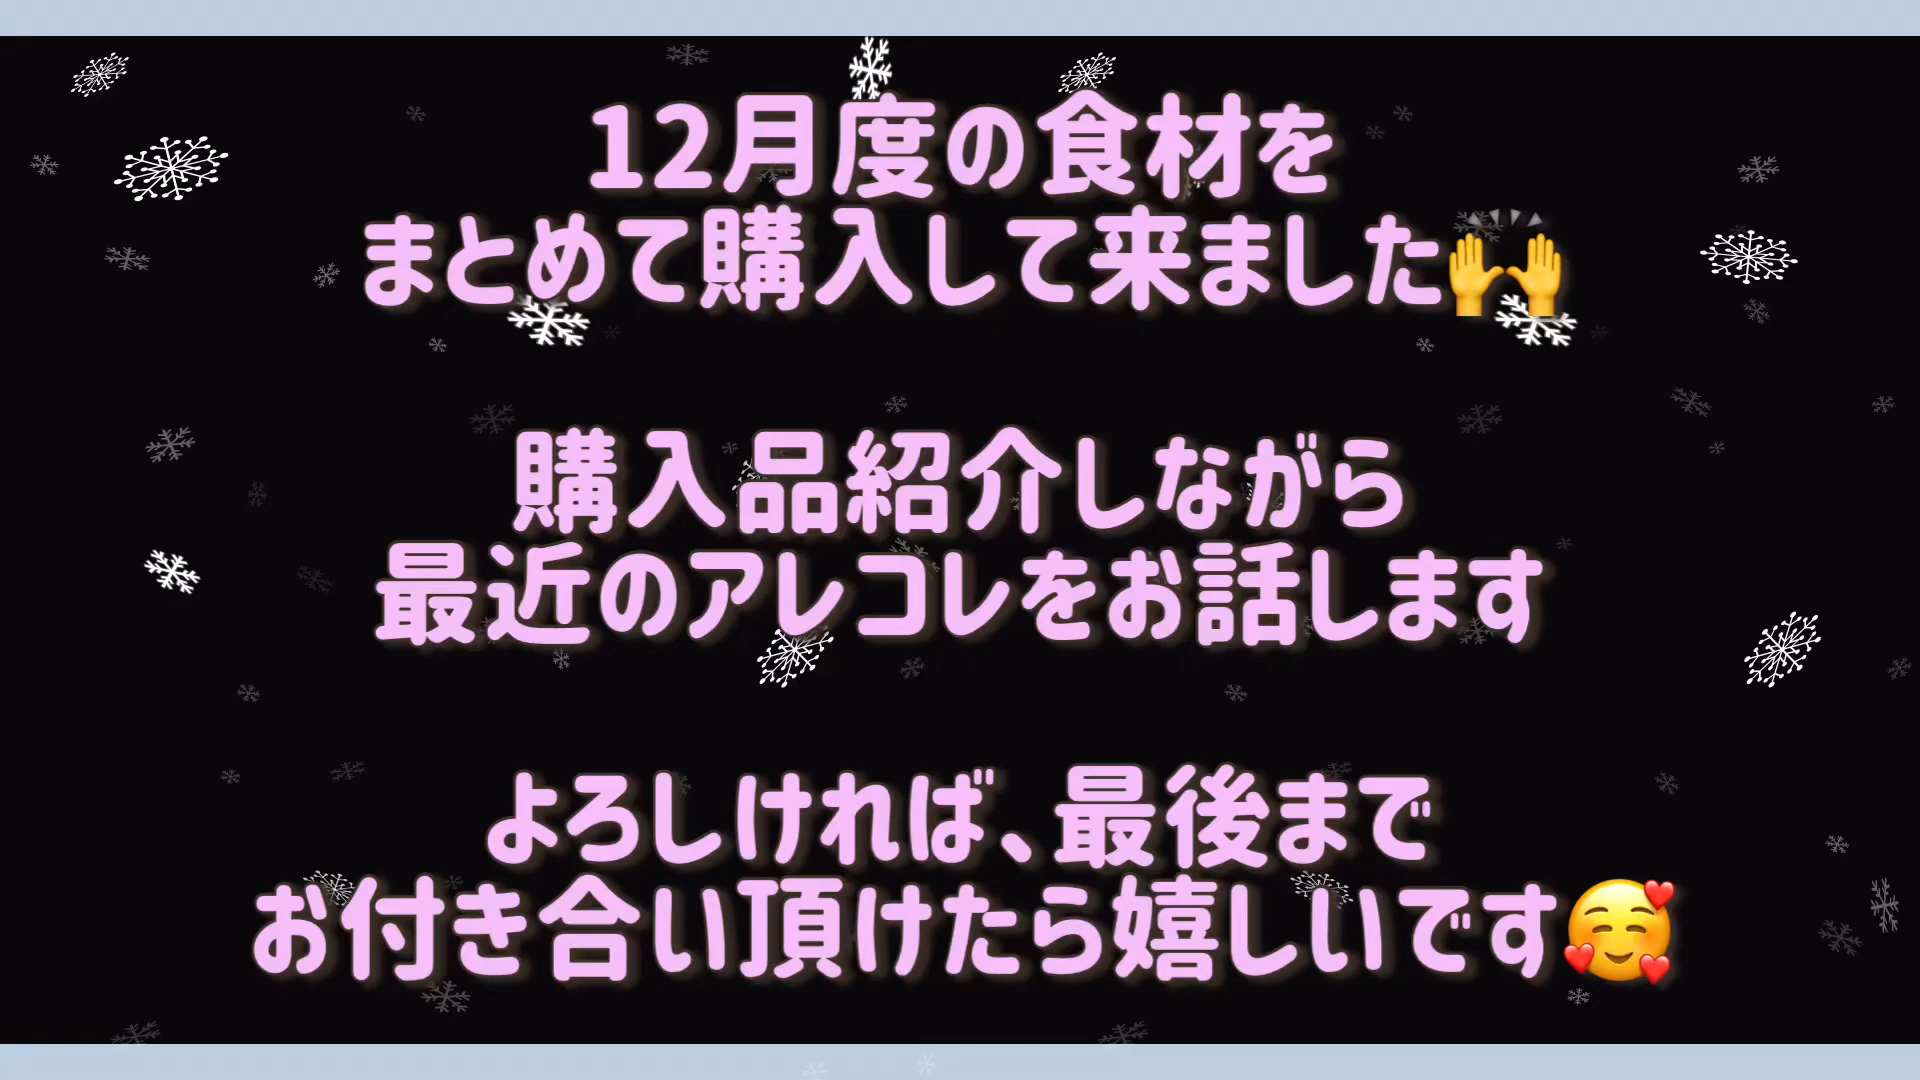 12月度の食材を
まとめて購入して来ました🙌
購入品紹介しながら
最近のアレコレをお話します
よろしければ、最後まで
お付き合い頂けたら嬉しいです🥰